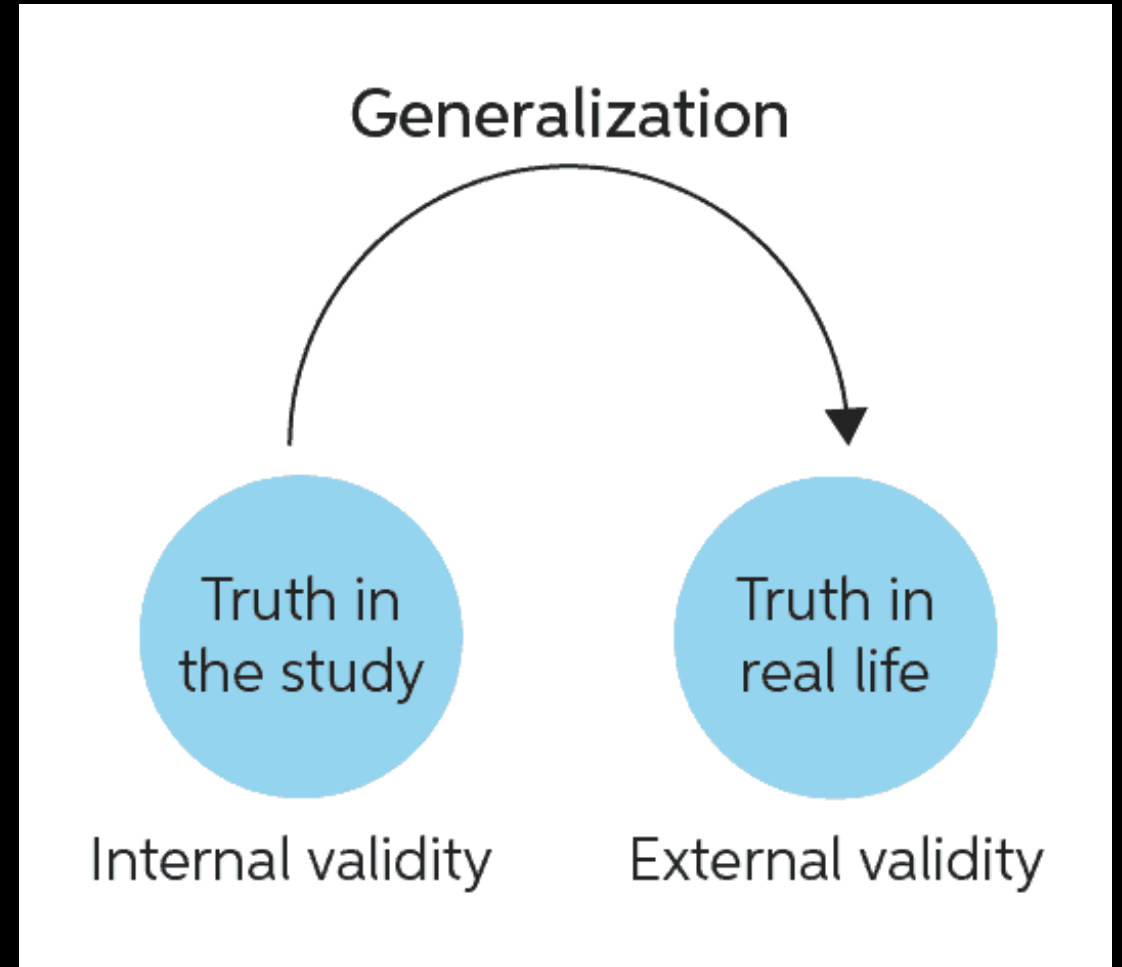 Generalization
Truth in
the study
Truth in
real life
Internal validity
External validity